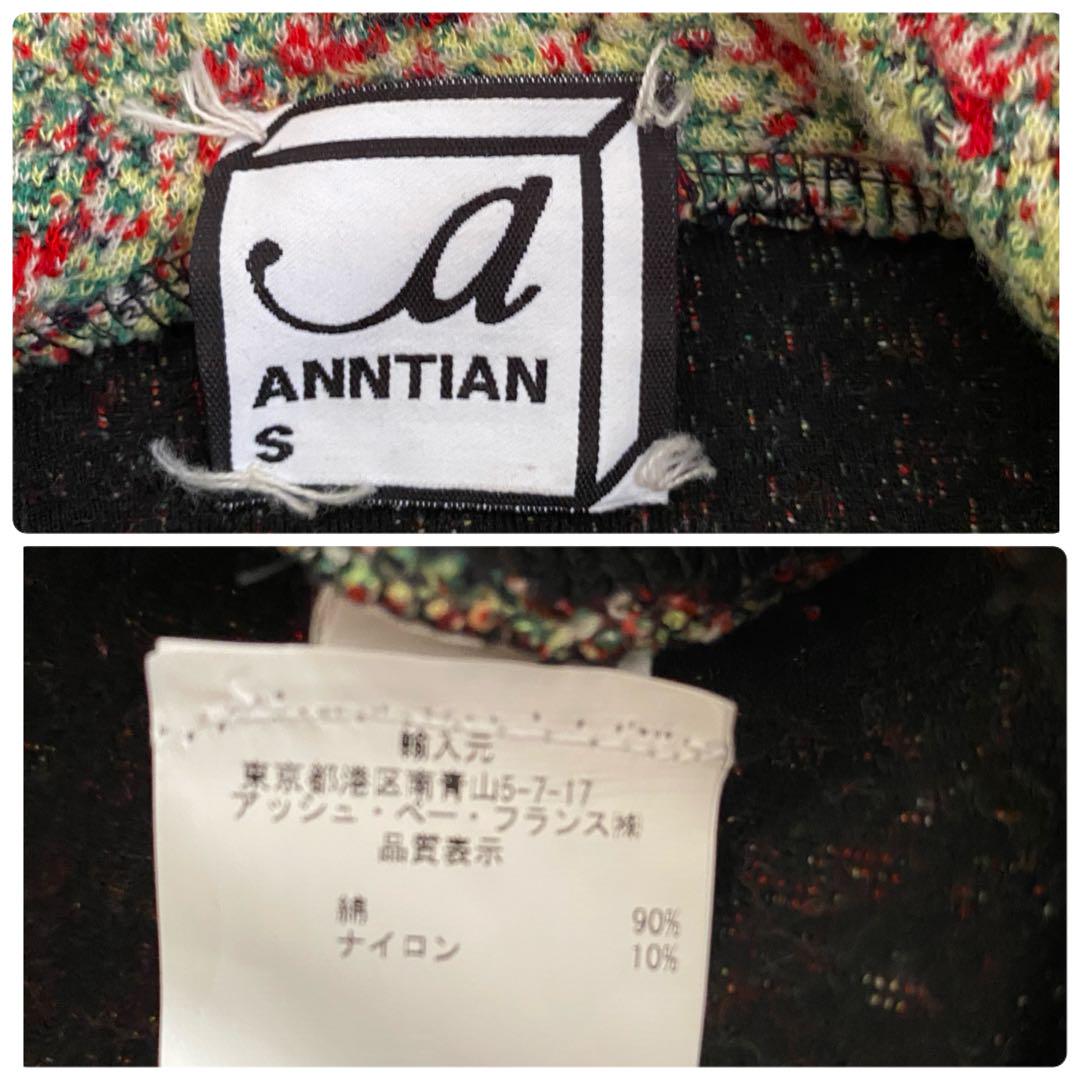 a
ANNTIAN
S
輸入元
東京都港区南青山5-7-17
アッシュ・ペー・フランス㈱
品質表示
綿 90%
ナイロン 10%